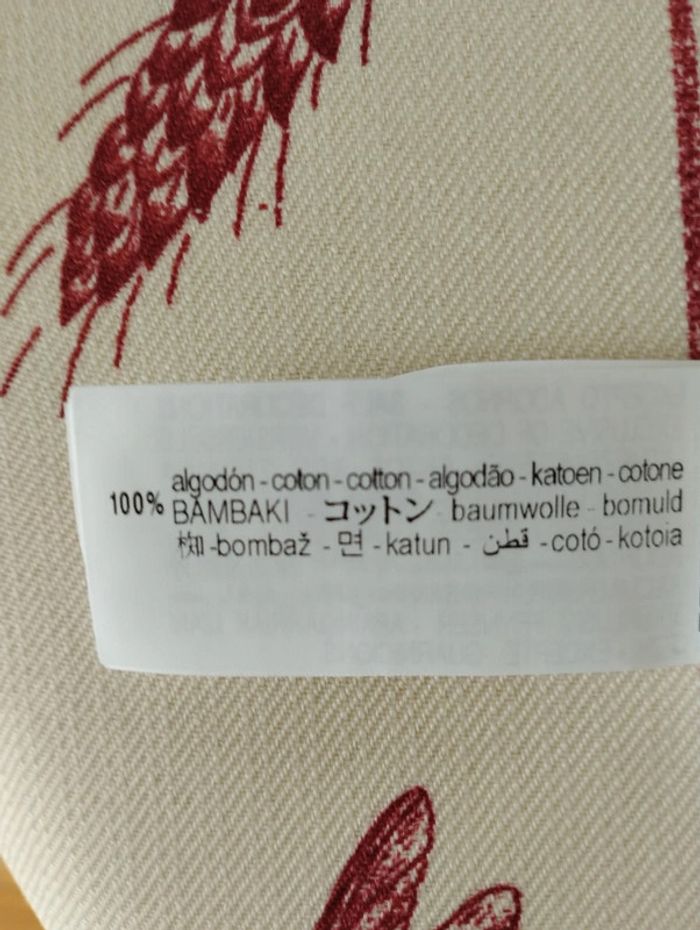 algodón - coton - cotton - algodão - katoen - cotone
100% BAMBAKI - コットン baumwolle - bomuld
-bombaž - 면 - katun - قطن - cotó - kotoia